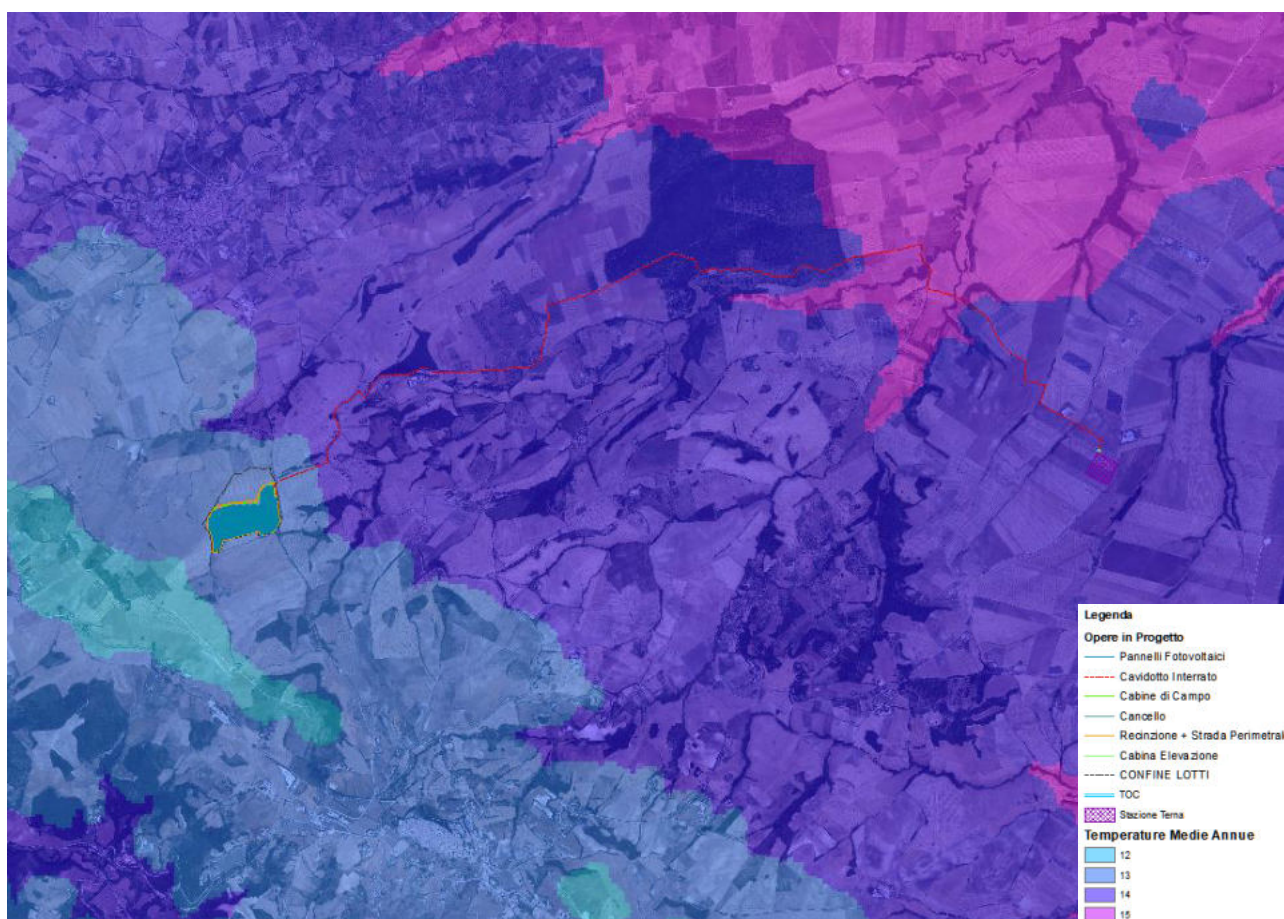 Legenda
Opere in Progetto
Pannelli Fotovoltaici
Cavidotto Interrato
Cabine di Campo
Cancello
Recinzione + Strada Perimetrale
Cabina Elevazione
CONFINE LOTTI
TOC
Stazione Terna
Temperature Medie Annue
12
13
14
15